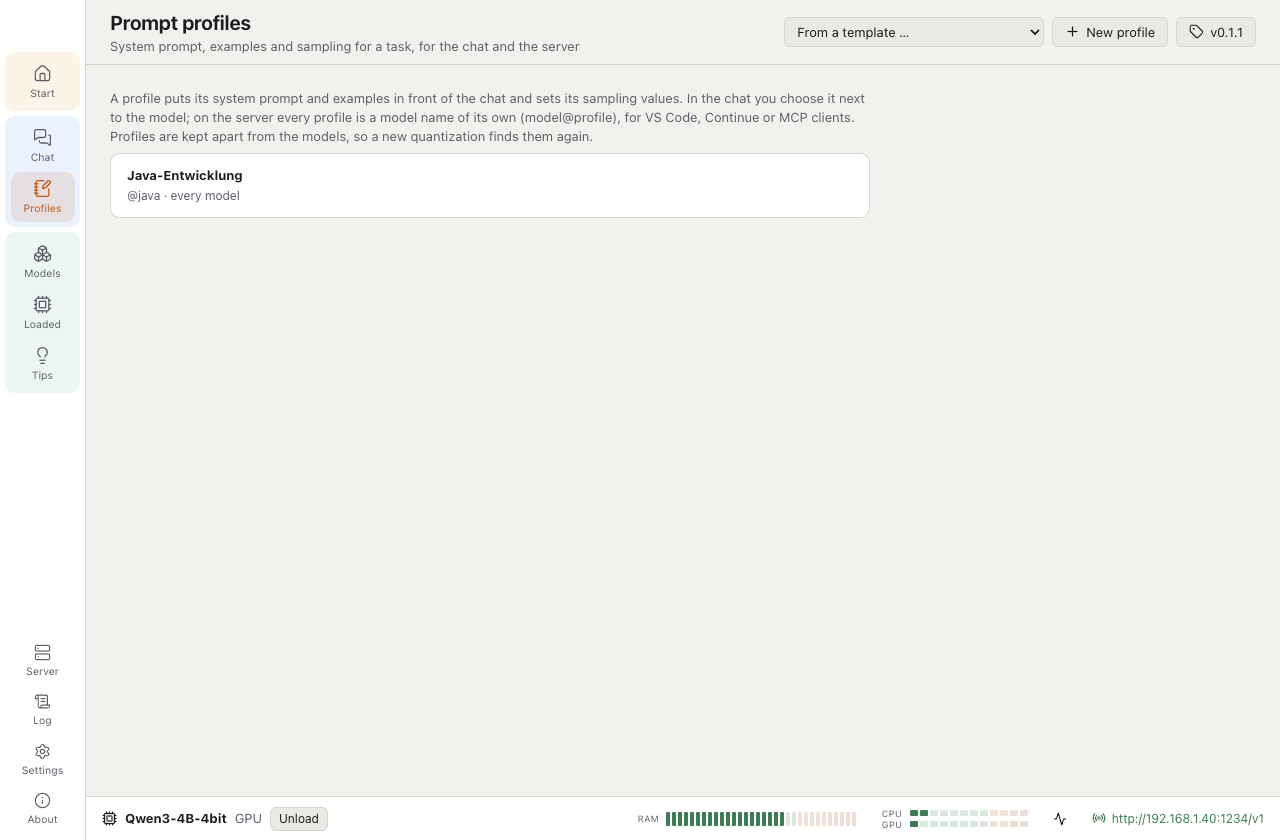 Prompt profiles
System prompt, examples and sampling for a task, for the chat and the server
From a template ...
New profile
v0.1.1
Start
Chat
Profiles
Models
Loaded
Tips
Server
Log
Settings
About
A profile puts its system prompt and examples in front of the chat and sets its sampling values. In the chat you choose it next
to the model; on the server every profile is a model name of its own (model@profile), for VS Code, Continue or MCP clients.
Profiles are kept apart from the models, so a new quantization finds them again.
Java-Entwicklung
@java · every model
Qwen3-4B-4bit GPU Unload
RAM
CPU
GPU
http://192.168.1.40:1234/v1